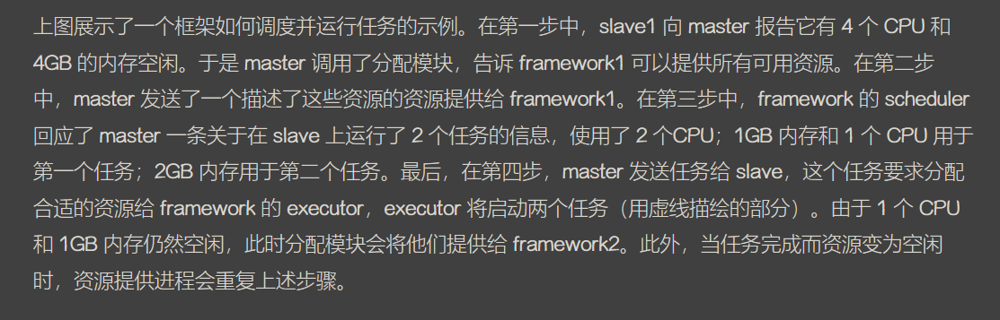 上图展示了一个框架如何调度并运行任务的示例。在第一步中，slave1 向 master 报告它有 4 个 CPU 和
4GB 的内存空闲。于是 master 调用了分配模块，告诉 framework1 可以提供所有可用资源。在第二步
中，master 发送了一个描述了这些资源的资源提供给 framework1。在第三步中，framework 的 scheduler
回应了 master 一条关于在 slave 上运行了 2 个任务的信息，使用了 2 个CPU；1GB 内存和 1 个 CPU 用于
第一个任务；2GB 内存用于第二个任务。最后，在第四步，master 发送任务给 slave，这个任务要求分配
合适的资源给 framework 的 executor，executor 将启动两个任务（用虚线描绘的部分）。由于 1 个 CPU
和 1GB 内存仍然空闲，此时分配模块会将他们提供给 framework2。此外，当任务完成而资源变为空闲
时，资源提供进程会重复上述步骤。